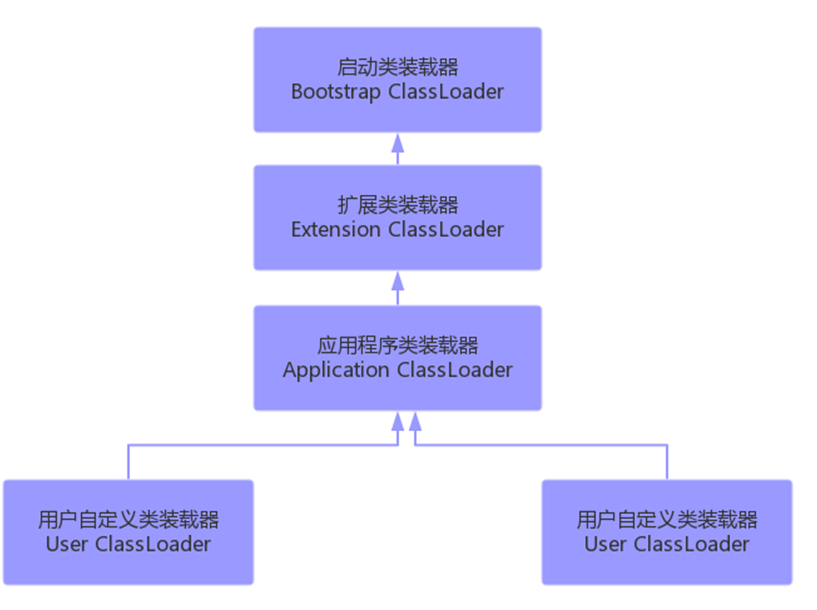 启动类装载器
Bootstrap ClassLoader
扩展类装载器
Extension ClassLoader
应用程序类装载器
Application ClassLoader
用户自定义类装载器
User ClassLoader
用户自定义类装载器
User ClassLoader